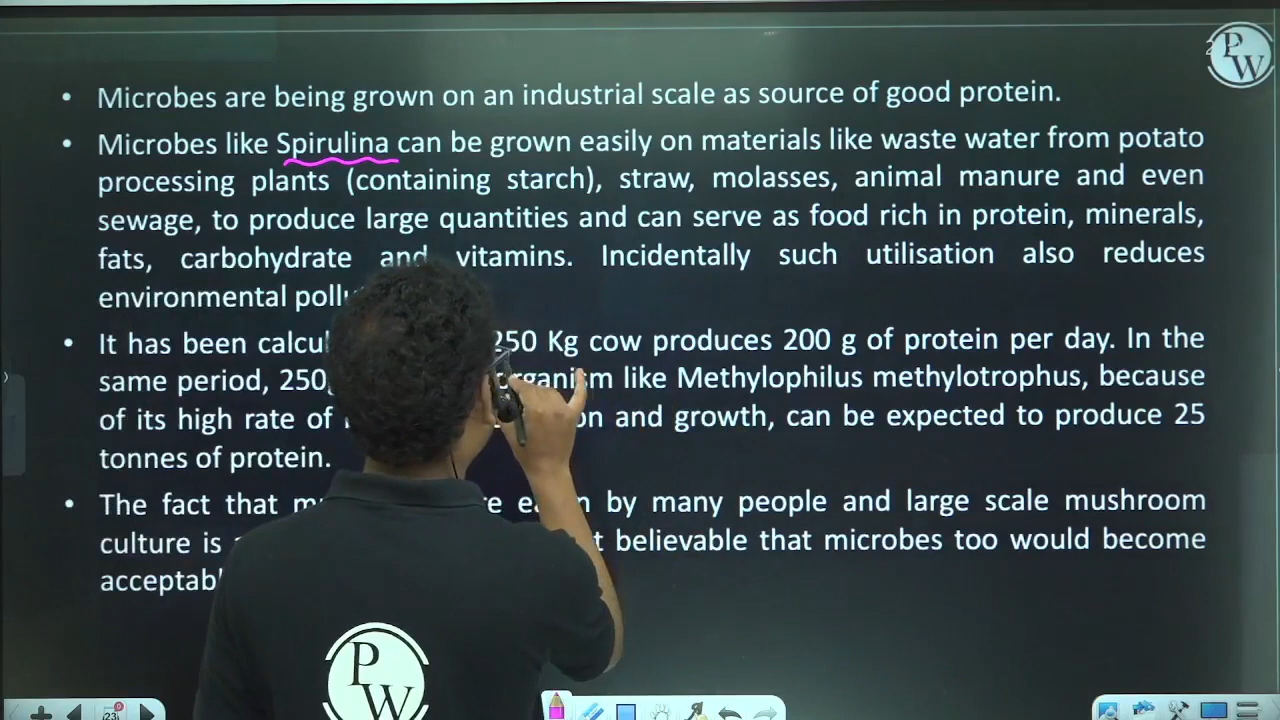 PW
• Microbes are being grown on an industrial scale as source of good protein.
• Microbes like Spirulina can be grown easily on materials like waste water from potato
processing plants (containing starch), straw, molasses, animal manure and even
sewage, to produce large quantities and can serve as food rich in protein, minerals,
fats, carbohydrate and vitamins. Incidentally such utilisation also reduces
environmental
• It has been 250 Kg cow produces 200 g of protein per day. In the
same period, like Methylophilus methylotrophus, because
of its high rate of and growth, can be expected to produce 25
tonnes of protein.
• The fact that by many people and large scale mushroom
culture is believable that microbes too would become
PW
23